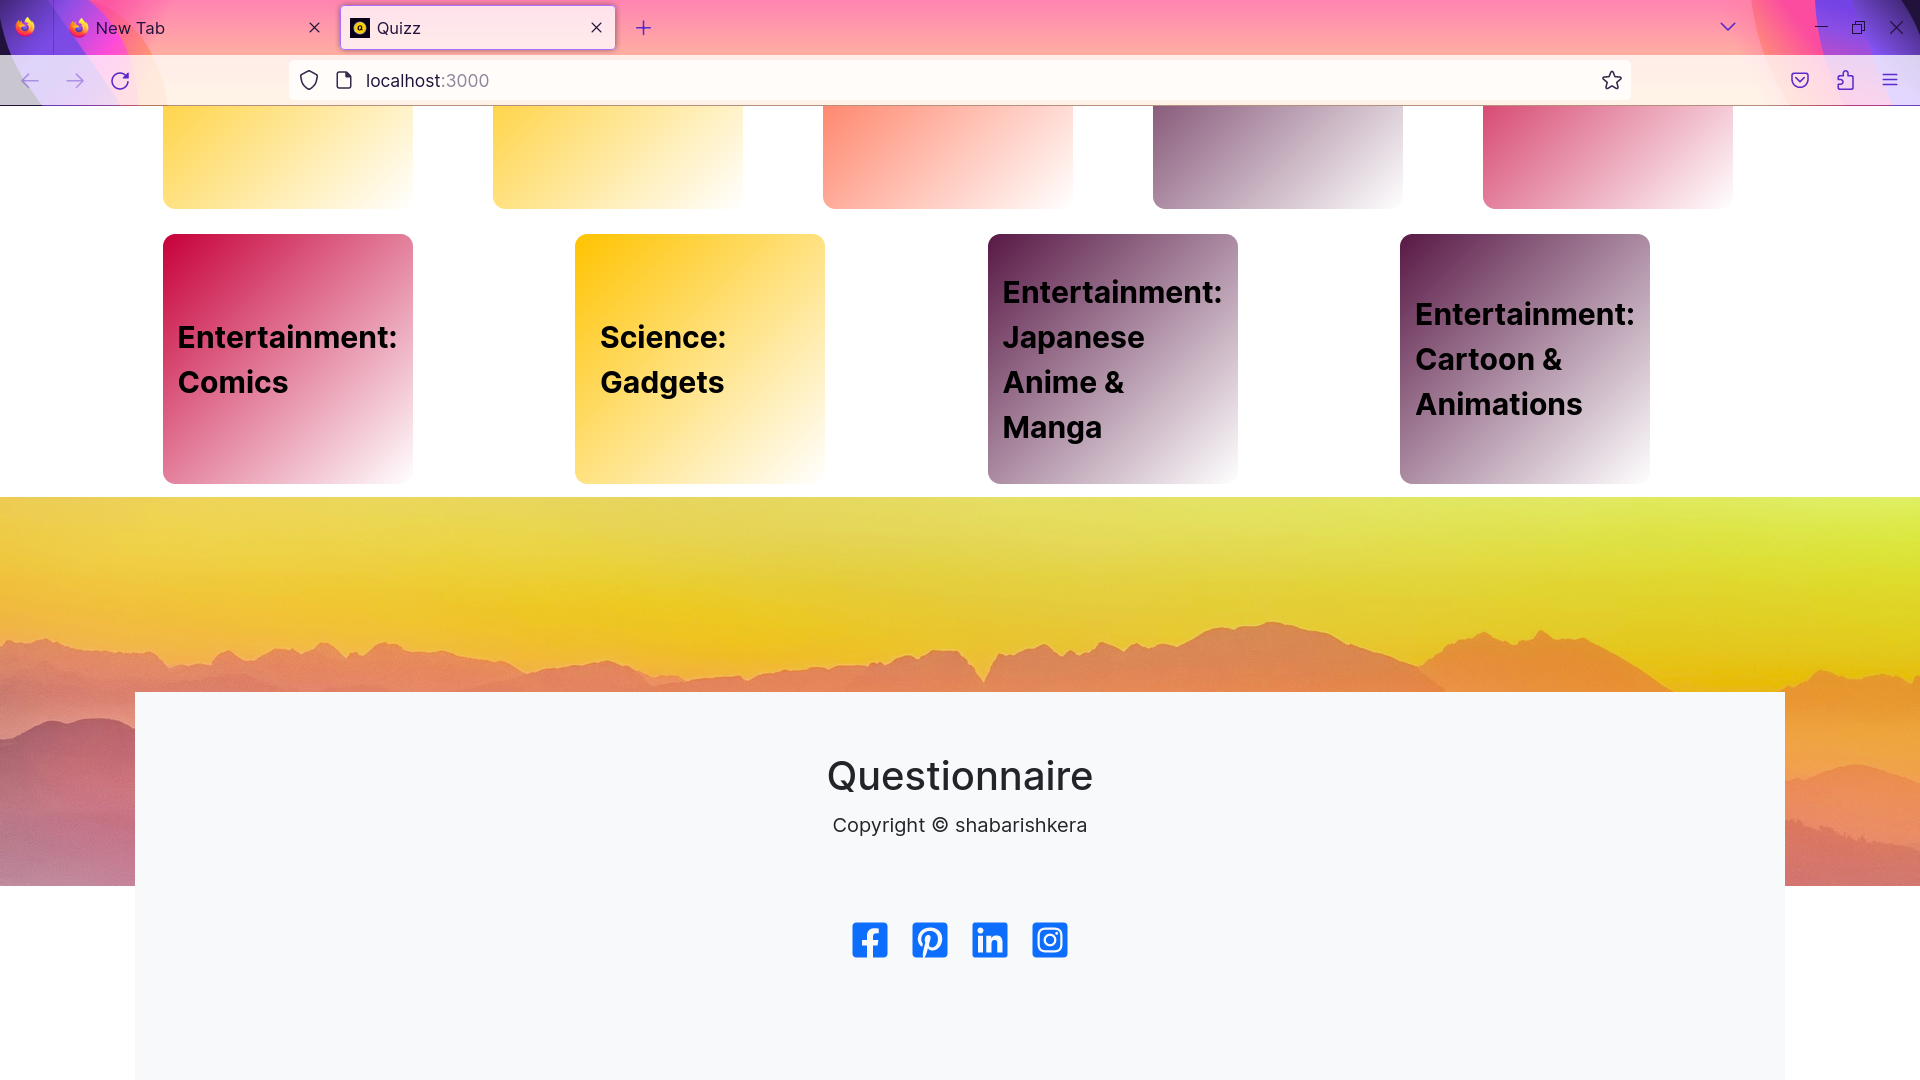 New Tab
Quizz
localhost:3000
Entertainment:
Comics
Science:
Gadgets
Entertainment:
Japanese
Anime &
Manga
Entertainment:
Cartoon &
Animations
Questionnaire
Copyright © shabarishkera